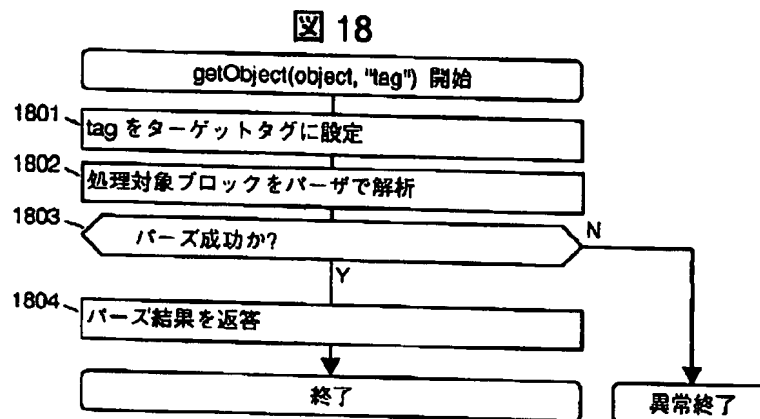 図 18
getObject(object, "tag") 開始
1801
tag をターゲットタグに設定
1802
処理対象ブロックをパーザで解析
1803
パーズ成功か?
N
Y
1804
パーズ結果を返答
終了
異常終了